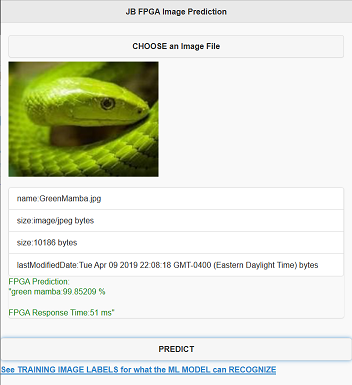 JB FPGA Image Prediction
CHOOSE an Image File
name:GreenMamba.jpg
size:image/jpeg bytes
size:10186 bytes
lastModifiedDate:Tue Apr 09 2019 22:08:18 GMT-0400 (Eastern Daylight Time) bytes
FPGA Prediction:
"green mamba:99.85209 %
FPGA Response Time:51 ms"
PREDICT
See TRAINING IMAGE LABELS for what the ML MODEL can RECOGNIZE